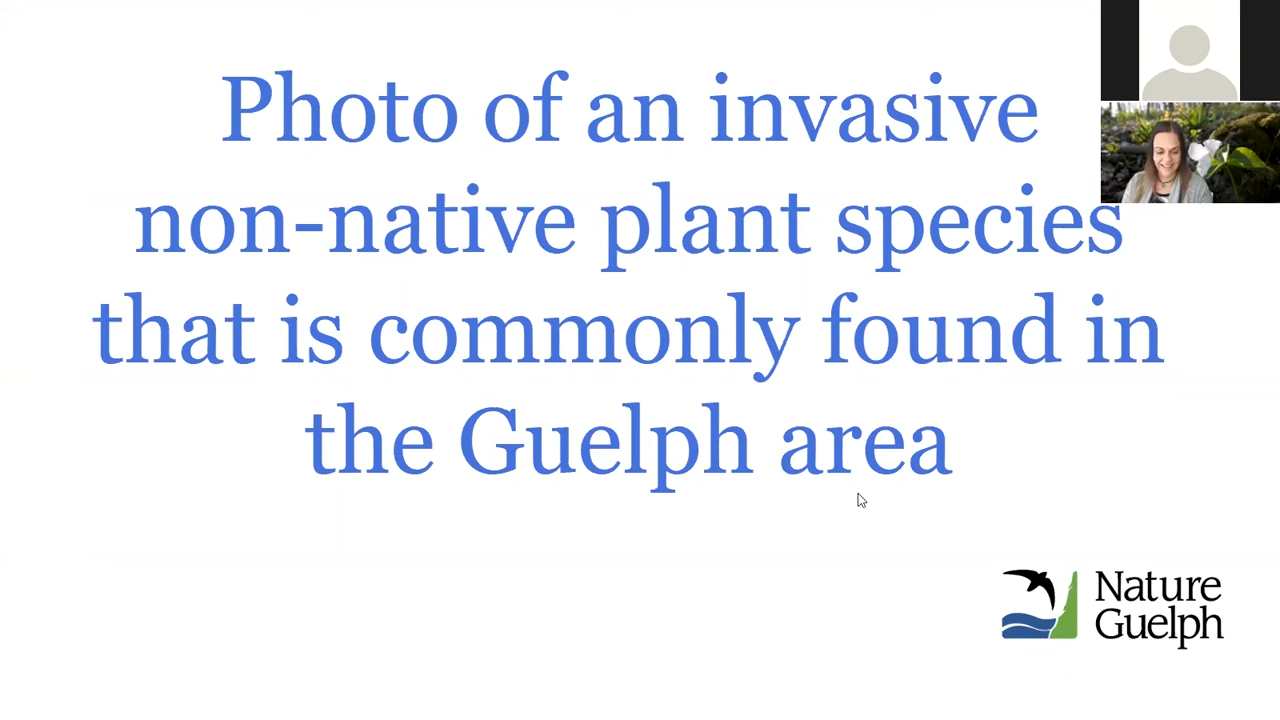 Photo of an invasive
non-native plant species
that is commonly found in
the Guelph area
Nature
Guelph